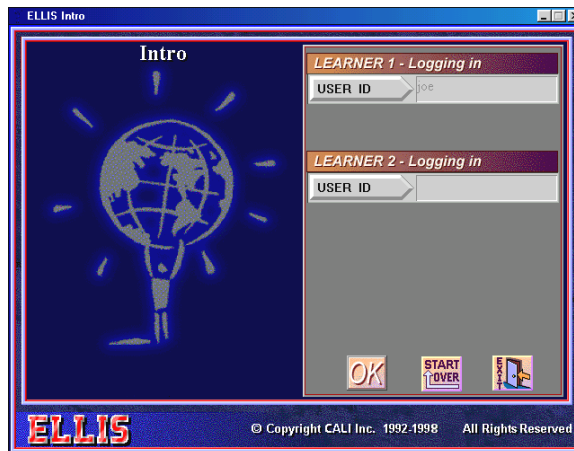 ELLIS Intro
Intro
LEARNER 1 - Logging in
USER ID
joe
LEARNER 2 - Logging in
USER ID
OK
START
OVER
EXIT
ELLIS
© Copyright CALI Inc. 1992-1998 All Rights Reserved